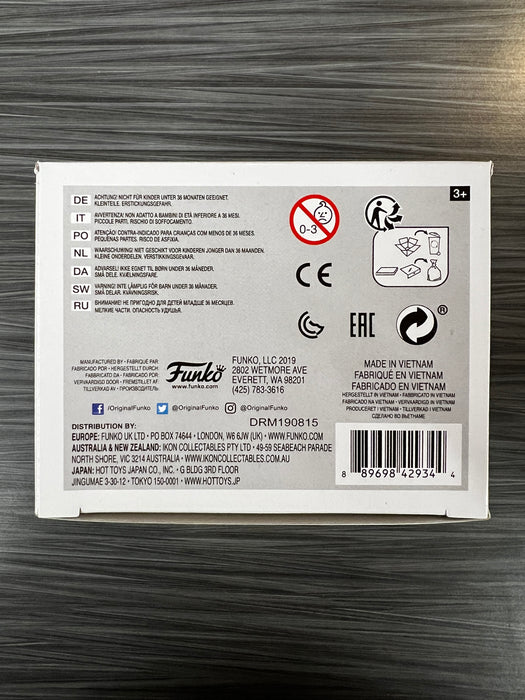 DE ACHTUNG! NICHT FÜR KINDER UNTER 36 MONATEN GEEIGNET.
KLEINTEILE. ERSTICKUNGSGEFAHR.
IT AVVERTENZA: NON ADATTO A BAMBINI DI ETÀ INFERIORE A 36 MESI.
PICCOLE PARTI. RISCHIO DI SOFFOCAMENTO.
PO ATENÇÃO! CONTRA-INDICADO PARA CRIANÇAS COM MENOS DE 36 MESES.
PEQUENAS PARTES. RISCO DE ASFIXIA.
NL WAARSCHUWING! NIET GESCHIKT VOOR KINDEREN JONGER DAN 36 MAANDEN.
KLEINE ONDERDELEN. VERSTIKKINGSGEVAAR.
DA ADVARSEL! IKKE EGNET TIL BØRN UNDER 36 MÅNEDER.
SMÅ DELE. KVÆLNINGSFARE.
SW VARNING! INTE LÄMPLIG FÖR BARN UNDER 36 MÅNADER.
SMÅ DELAR. KVÄVNINGSRISK.
RU ВНИМАНИЕ! НЕ ПРИГОДНО ДЛЯ ДЕТЕЙ МЛАДШЕ 36 МЕСЯЦЕВ.
МЕЛКИЕ ЧАСТИ. ОПАСНОСТЬ УДУШЬЯ.
0-3
3+
CE
EAC
®
MANUFACTURED BY • FABRIQUÉ PAR
FABRICADO POR • HERGESTELLT DURCH
FABBRICATO DA • FABRICADO POR
VERVAARDIGD DOOR • FREMSTILLET AF
TILLVERKAD AV • ПРОИЗВОДИТЕЛЬ
Funko
FUNKO, LLC 2019
2802 WETMORE AVE
EVERETT, WA 98201
(425) 783-3616
/OriginalFunko @OriginalFunko @OriginalFunko
DRM190815
MADE IN VIETNAM
FABRIQUÉ EN VIETNAM
FABRICADO EN VIETNAM
HERGESTELLT IN VIETNAM • FABBRICATO IN VIETNAM
FABRICADO NA VIETNAM • VERVAARDIGD IN VIETNAM
PRODUCERET I VIETNAM • TILLVERKAD I VIETNAM
СДЕЛАНО ВО ВЬЕТНАМЕ
DISTRIBUTION BY:
EUROPE: FUNKO UK LTD • PO BOX 74644 • LONDON, W6 6JW (UK) • WWW.FUNKO.COM
AUSTRALIA & NEW ZEALAND: IKON COLLECTABLES PTY LTD • 49-59 SEABEACH PARADE
NORTH SHORE, VIC 3214 AUSTRALIA • WWW.IKONCOLLECTABLES.COM.AU
JAPAN: HOT TOYS JAPAN CO., INC. • G BLDG 3RD FLOOR
JINGUMAE 3-30-12 • TOKYO 150-0001 • WWW.HOTTOYS.JP
8 89698 42934 4